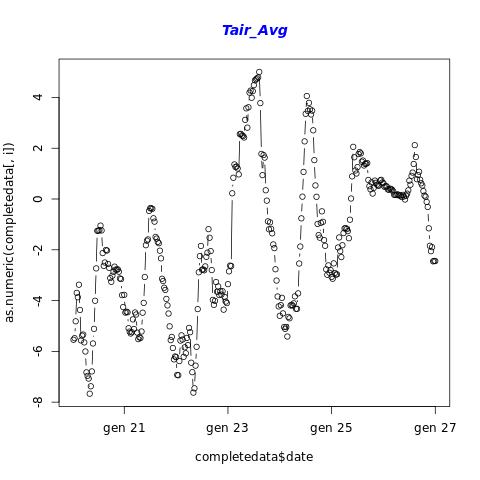 Tair_Avg
as.numeric(completedata[, i])
4
2
0
-2
-4
-6
-8
gen 21
gen 23
gen 25
gen 27
completedata$date